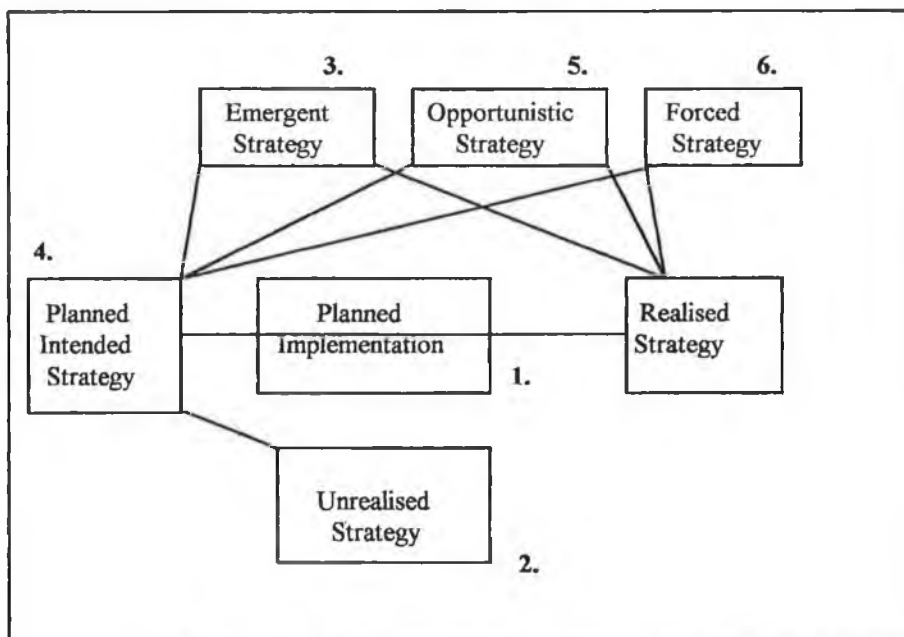 3.
Emergent
Strategy
5.
Opportunistic
Strategy
6.
Forced
Strategy
4.
Planned
Intended
Strategy
Planned
Implementation
1.
Realised
Strategy
Unrealised
Strategy
2.